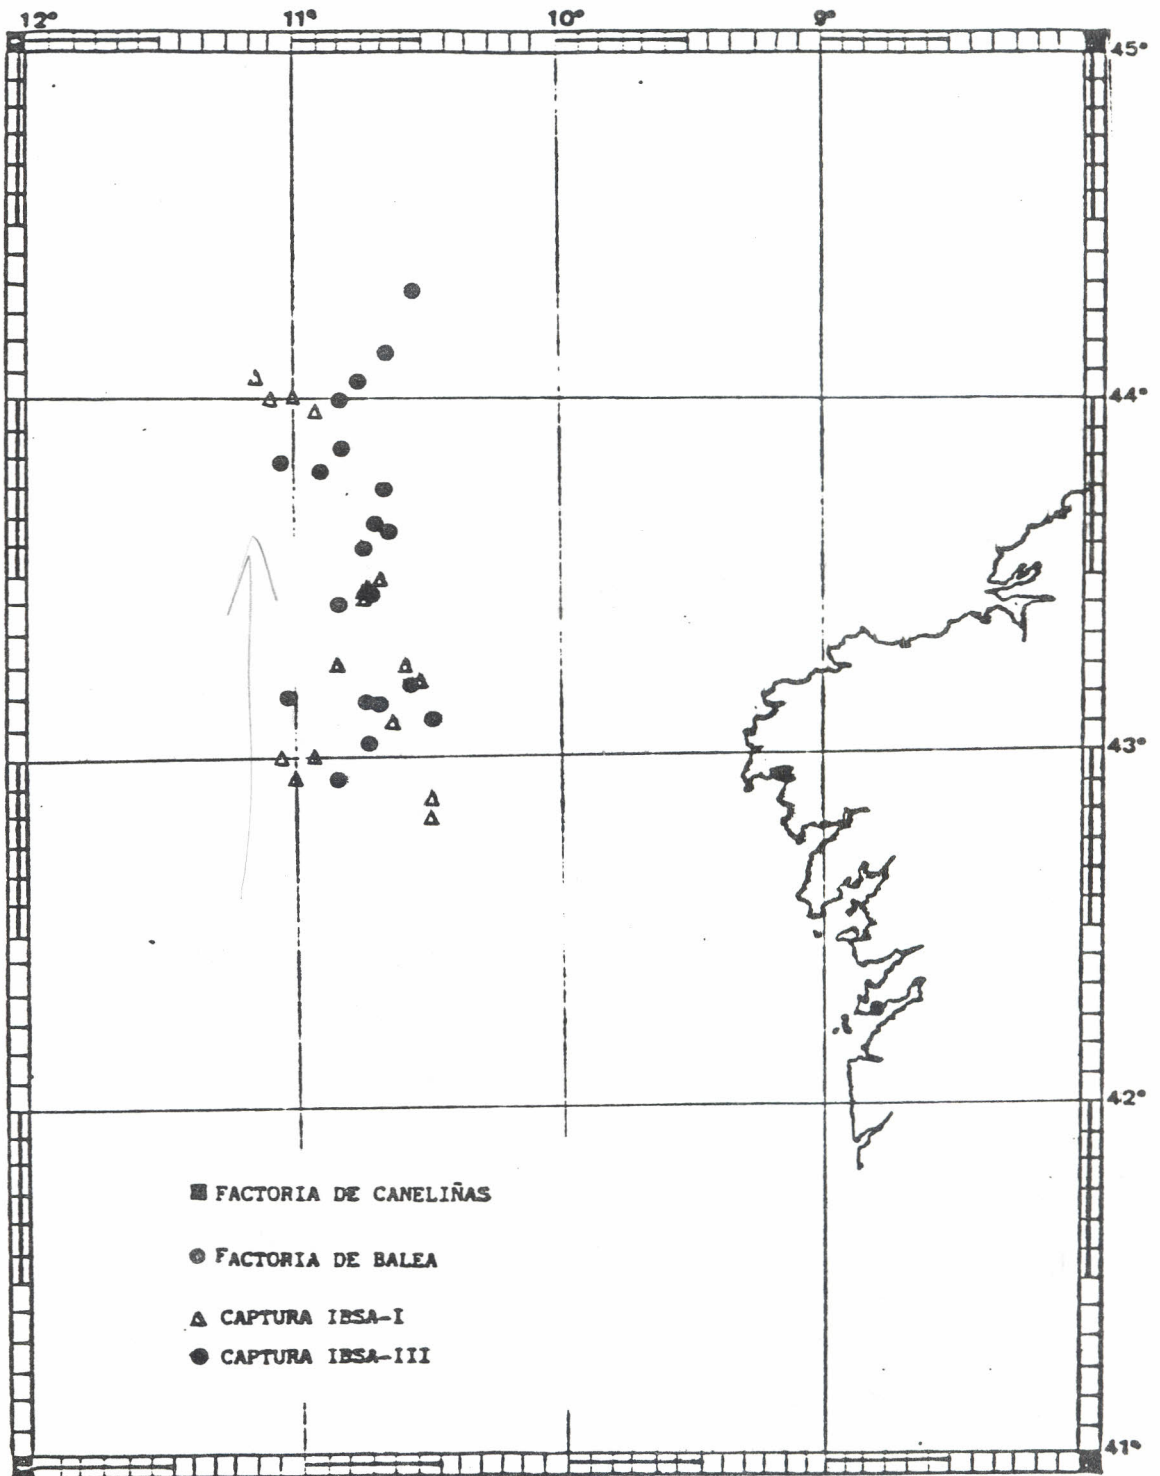 12° 11° 10° 9°
45°
44°
43°
42°
FACTORIA DE CANELIÑAS
FACTORIA DE BALEA
CAPTURA IBSA-I
CAPTURA IBSA-III
41°